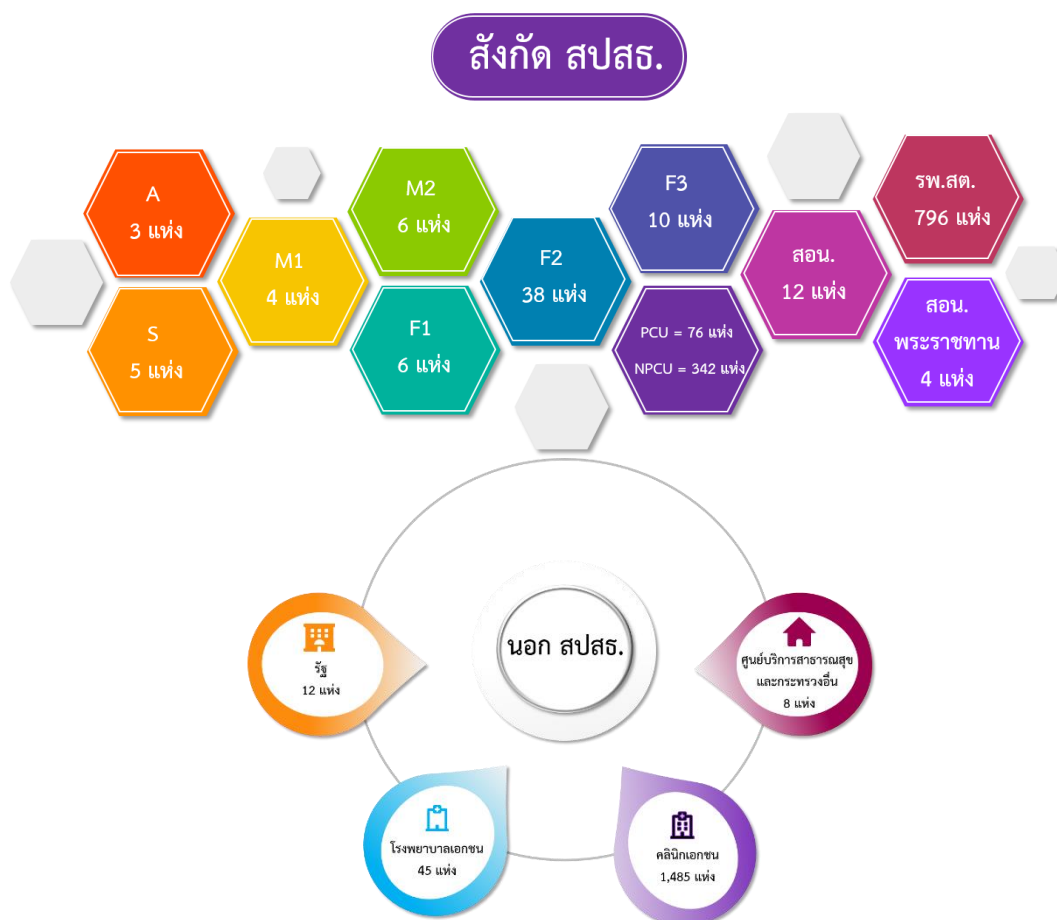 สังกัด สปสธ.
A
3 แห่ง
S
5 แห่ง
M1
4 แห่ง
M2
6 แห่ง
F1
6 แห่ง
F2
38 แห่ง
F3
10 แห่ง
PCU = 76 แห่ง
NPCU = 342 แห่ง
สอน.
12 แห่ง
รพ.สต.
796 แห่ง
สอน.
พระราชทาน
4 แห่ง
นอก สปสธ.
รัฐ
12 แห่ง
ศูนย์บริการสาธารณสุข
และกระทรวงอื่น
8 แห่ง
โรงพยาบาลเอกชน
45 แห่ง
คลินิกเอกชน
1,485 แห่ง